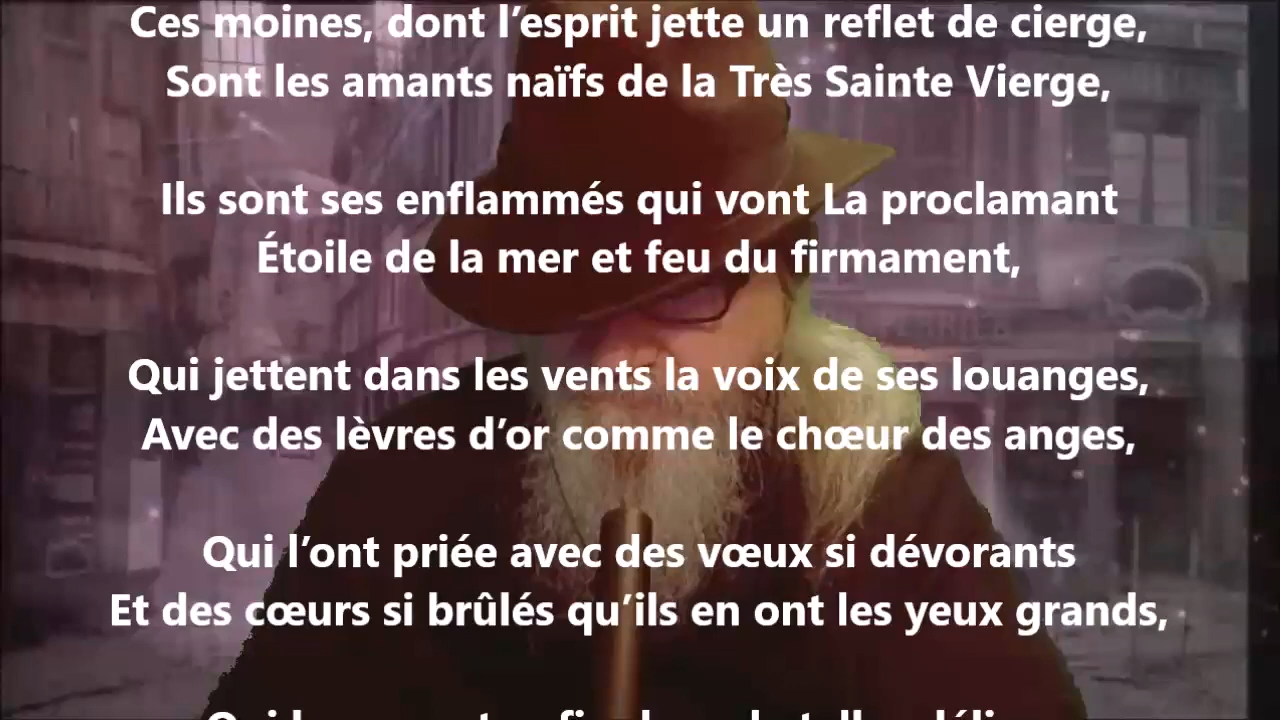 Ces moines, dont l’esprit jette un reflet de cierge,
Sont les amants naïfs de la Très Sainte Vierge,
Ils sont ses enflammés qui vont La proclamant
Étoile de la mer et feu du firmament,
Qui jettent dans les vents la voix de ses louanges,
Avec des lèvres d’or comme le chœur des anges,
Qui l’ont priée avec des vœux si dévorants
Et des cœurs si brûlés qu’ils en ont les yeux grands,